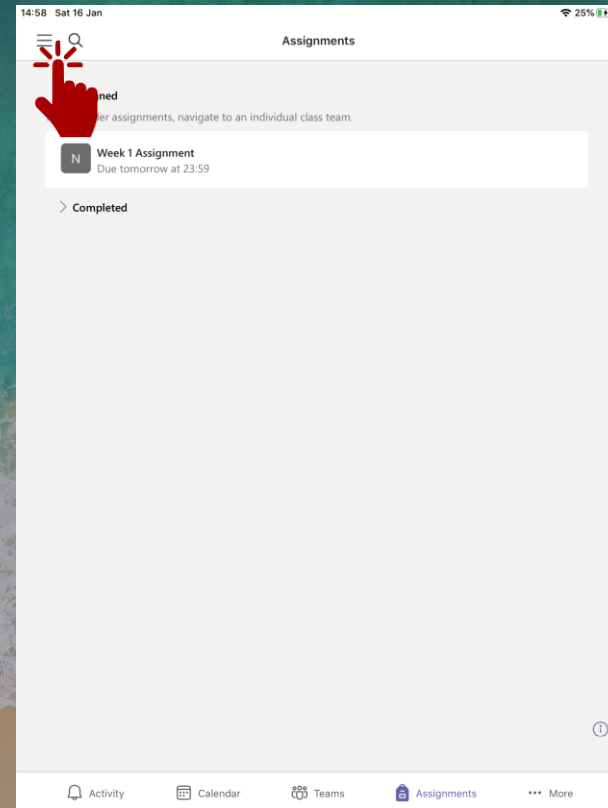 14:58 Sat 16 Jan 25%
Assignments
ned
er assignments, navigate to an individual class team.
N Week 1 Assignment
Due tomorrow at 23:59
Completed
Activity Calendar Teams Assignments More